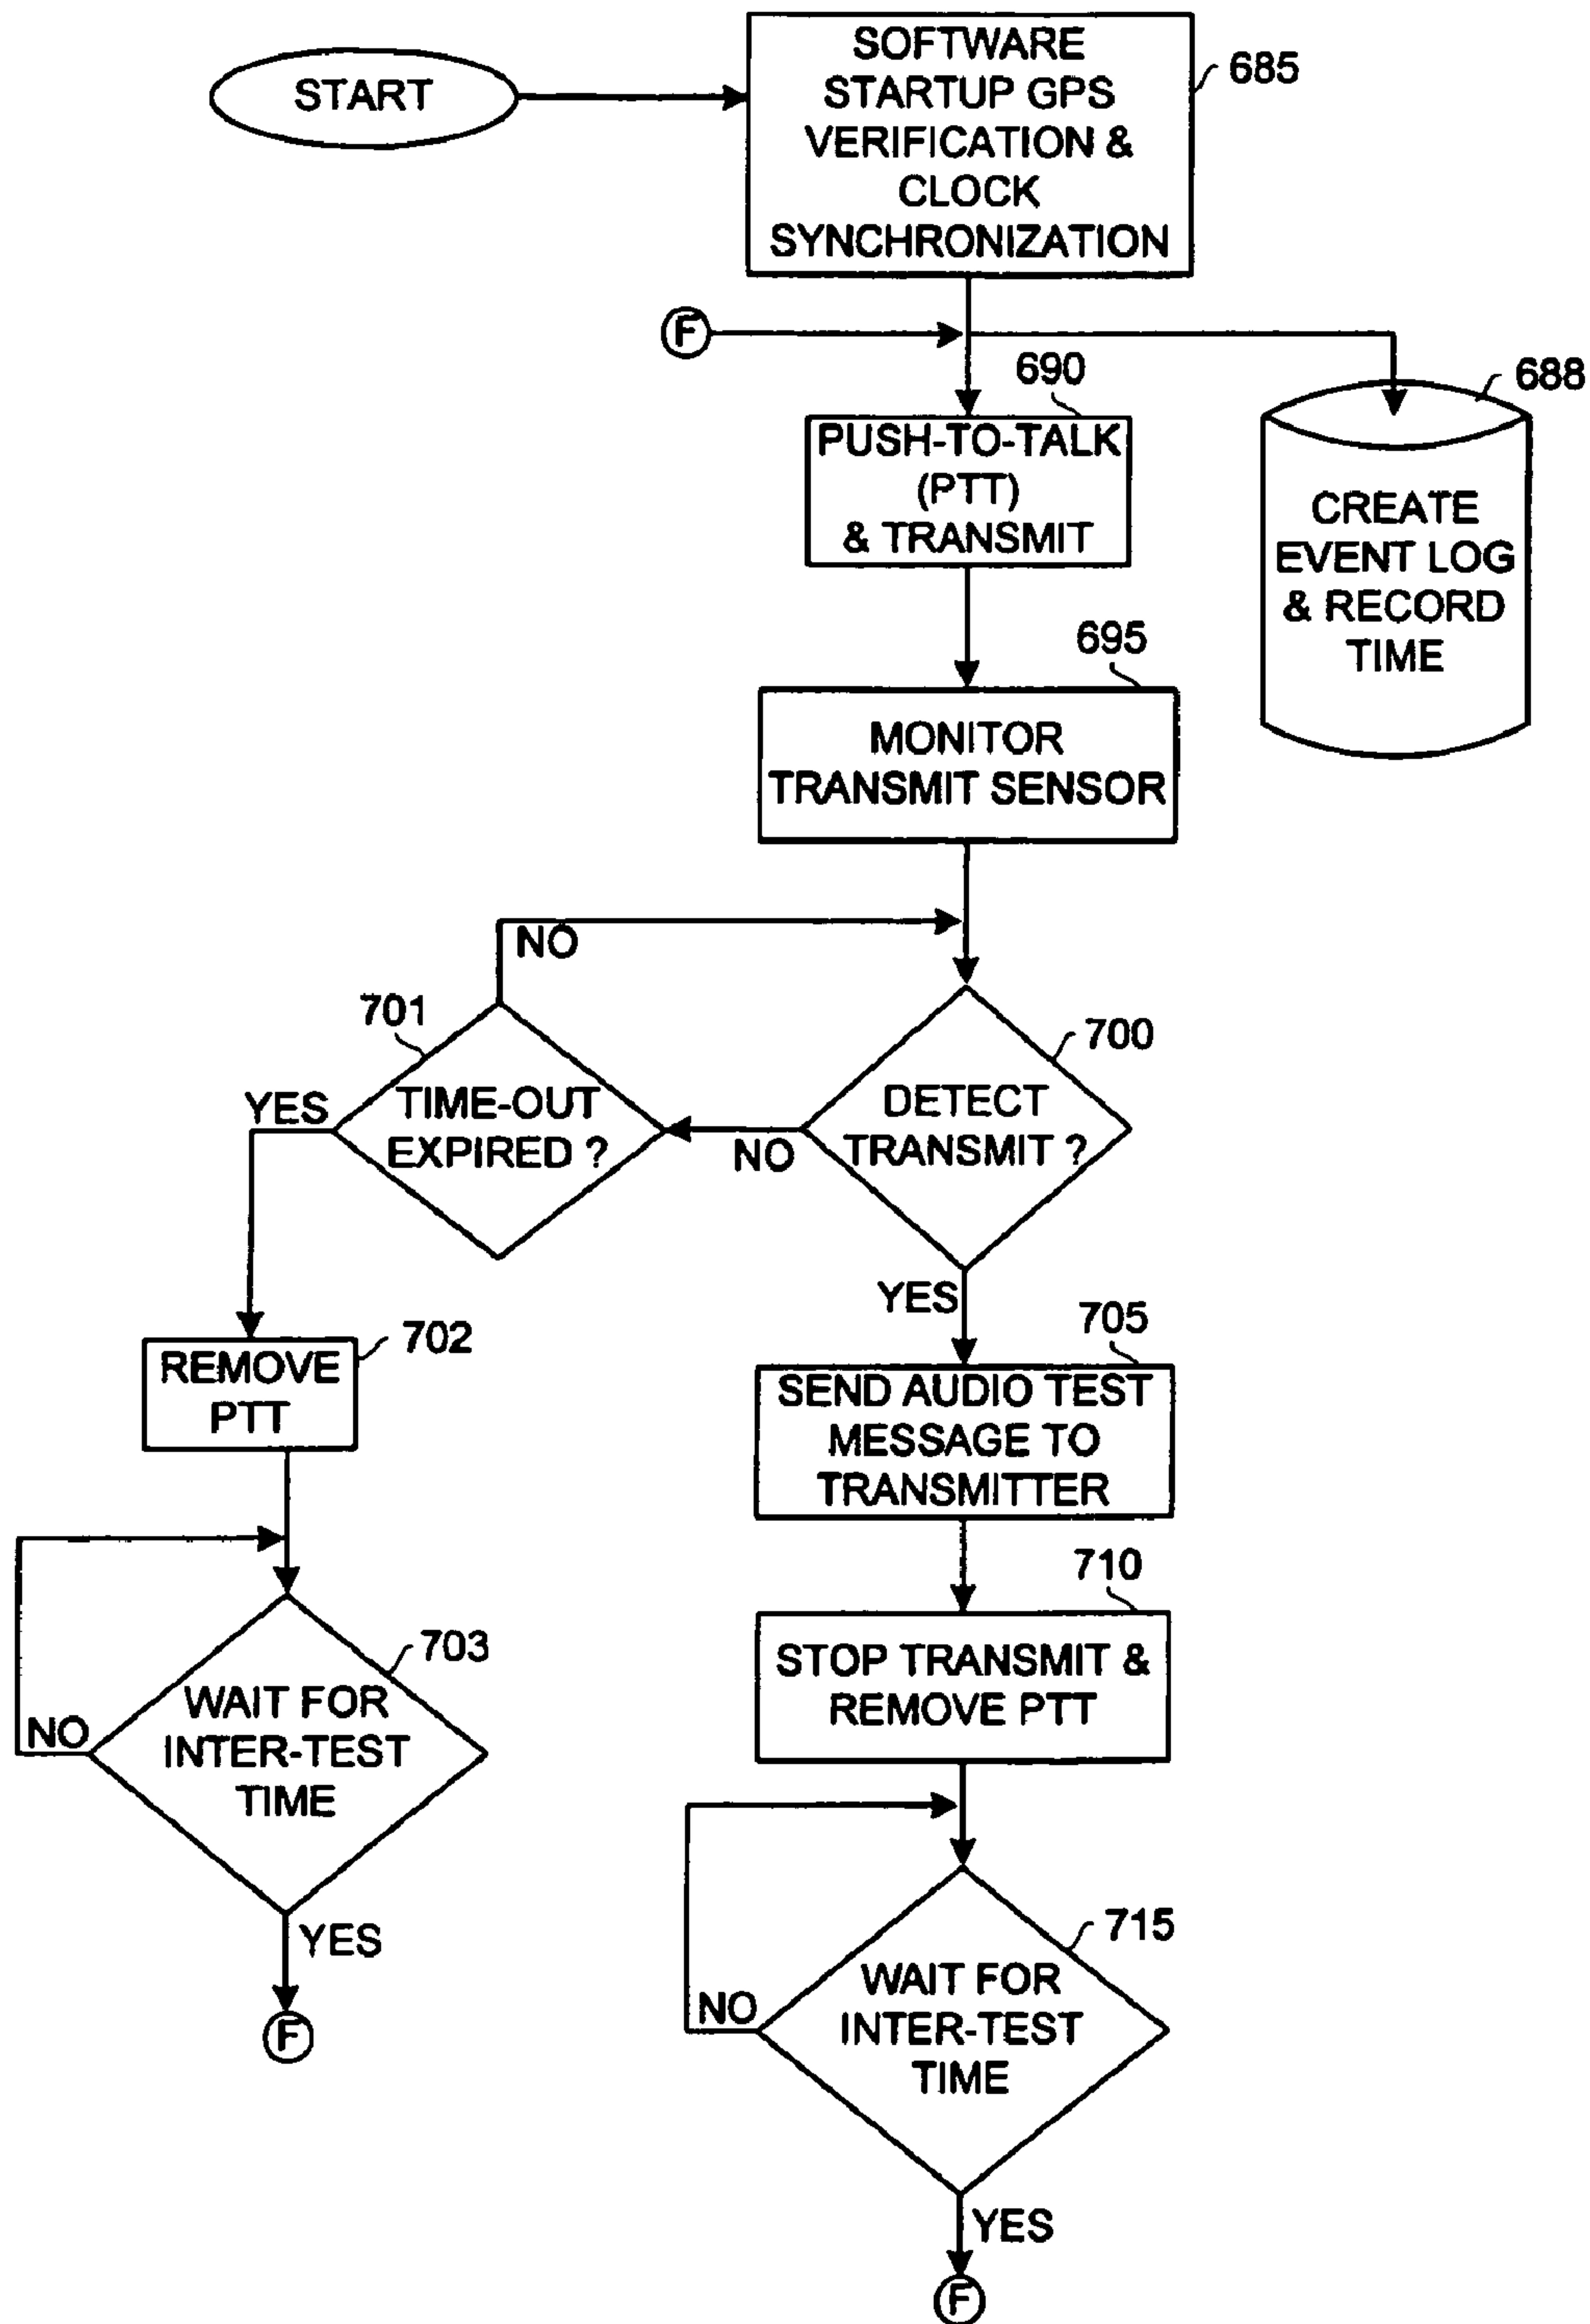 START
SOFTWARE
STARTUP GPS
VERIFICATION &
CLOCK
SYNCHRONIZATION
685
F
690
688
PUSH-TO-TALK
(PTT)
& TRANSMIT
CREATE
EVENT LOG
& RECORD
TIME
695
MONITOR
TRANSMIT SENSOR
NO
701
700
YES
TIME-OUT
EXPIRED ?
NO
DETECT
TRANSMIT ?
YES
702
REMOVE
PTT
705
SEND AUDIO TEST
MESSAGE TO
TRANSMITTER
710
STOP TRANSMIT &
REMOVE PTT
703
WAIT FOR
INTER-TEST
TIME
NO
YES
F
715
WAIT FOR
INTER-TEST
TIME
NO
YES
F